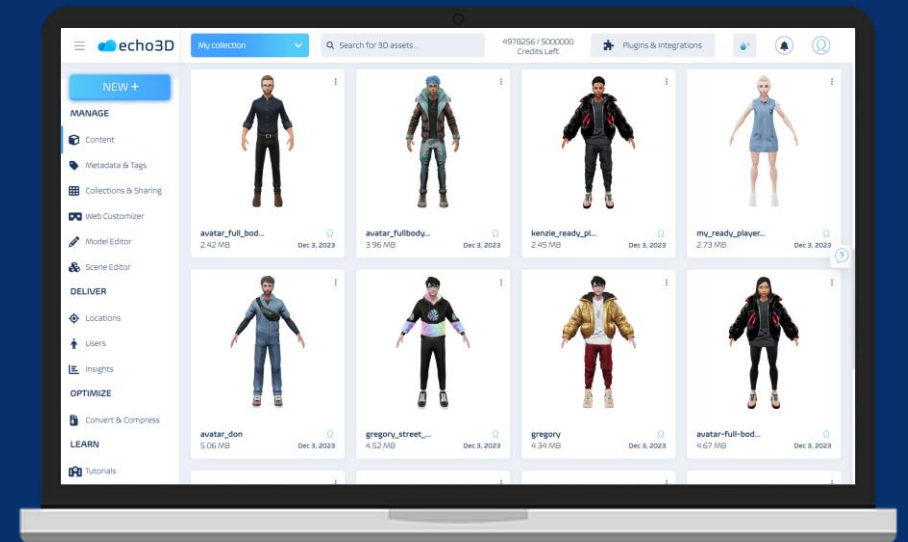 echo3D
My collection
Search for 3D assets...
4978256 / 5000000
Credits Left
Plugins & Integrations
NEW +
MANAGE
Content
Metadata & Tags
Collections & Sharing
Web Customizer
Model Editor
Scene Editor
DELIVER
Locations
Users
Insights
OPTIMIZE
Convert & Compress
LEARN
Tutorials
avatar_full_bod...
2.42 MB
Dec 3, 2023
avatar_fullbody...
3.96 MB
Dec 3, 2023
kenzie_ready_pl...
2.45 MB
Dec 3, 2023
my_ready_player...
2.73 MB
Dec 3, 2023
?
avatar_don
5.06 MB
Dec 3, 2023
gregory_street_...
4.52 MB
Dec 3, 2023
gregory
4.34 MB
Dec 3, 2023
avatar-full-bod...
4.67 MB
Dec 3, 2023